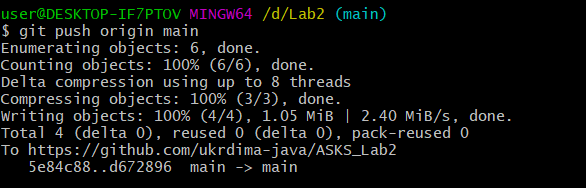 user@DESKTOP-IF7PTOV MINGW64 /d/Lab2 (main)
$ git push origin main
Enumerating objects: 6, done.
Counting objects: 100% (6/6), done.
Delta compression using up to 8 threads
Compressing objects: 100% (3/3), done.
Writing objects: 100% (4/4), 1.05 MiB | 2.40 MiB/s, done.
Total 4 (delta 0), reused 0 (delta 0), pack-reused 0
To https://github.com/ukrdima-java/ASKS_Lab2
   5e84c88..d672896  main -> main